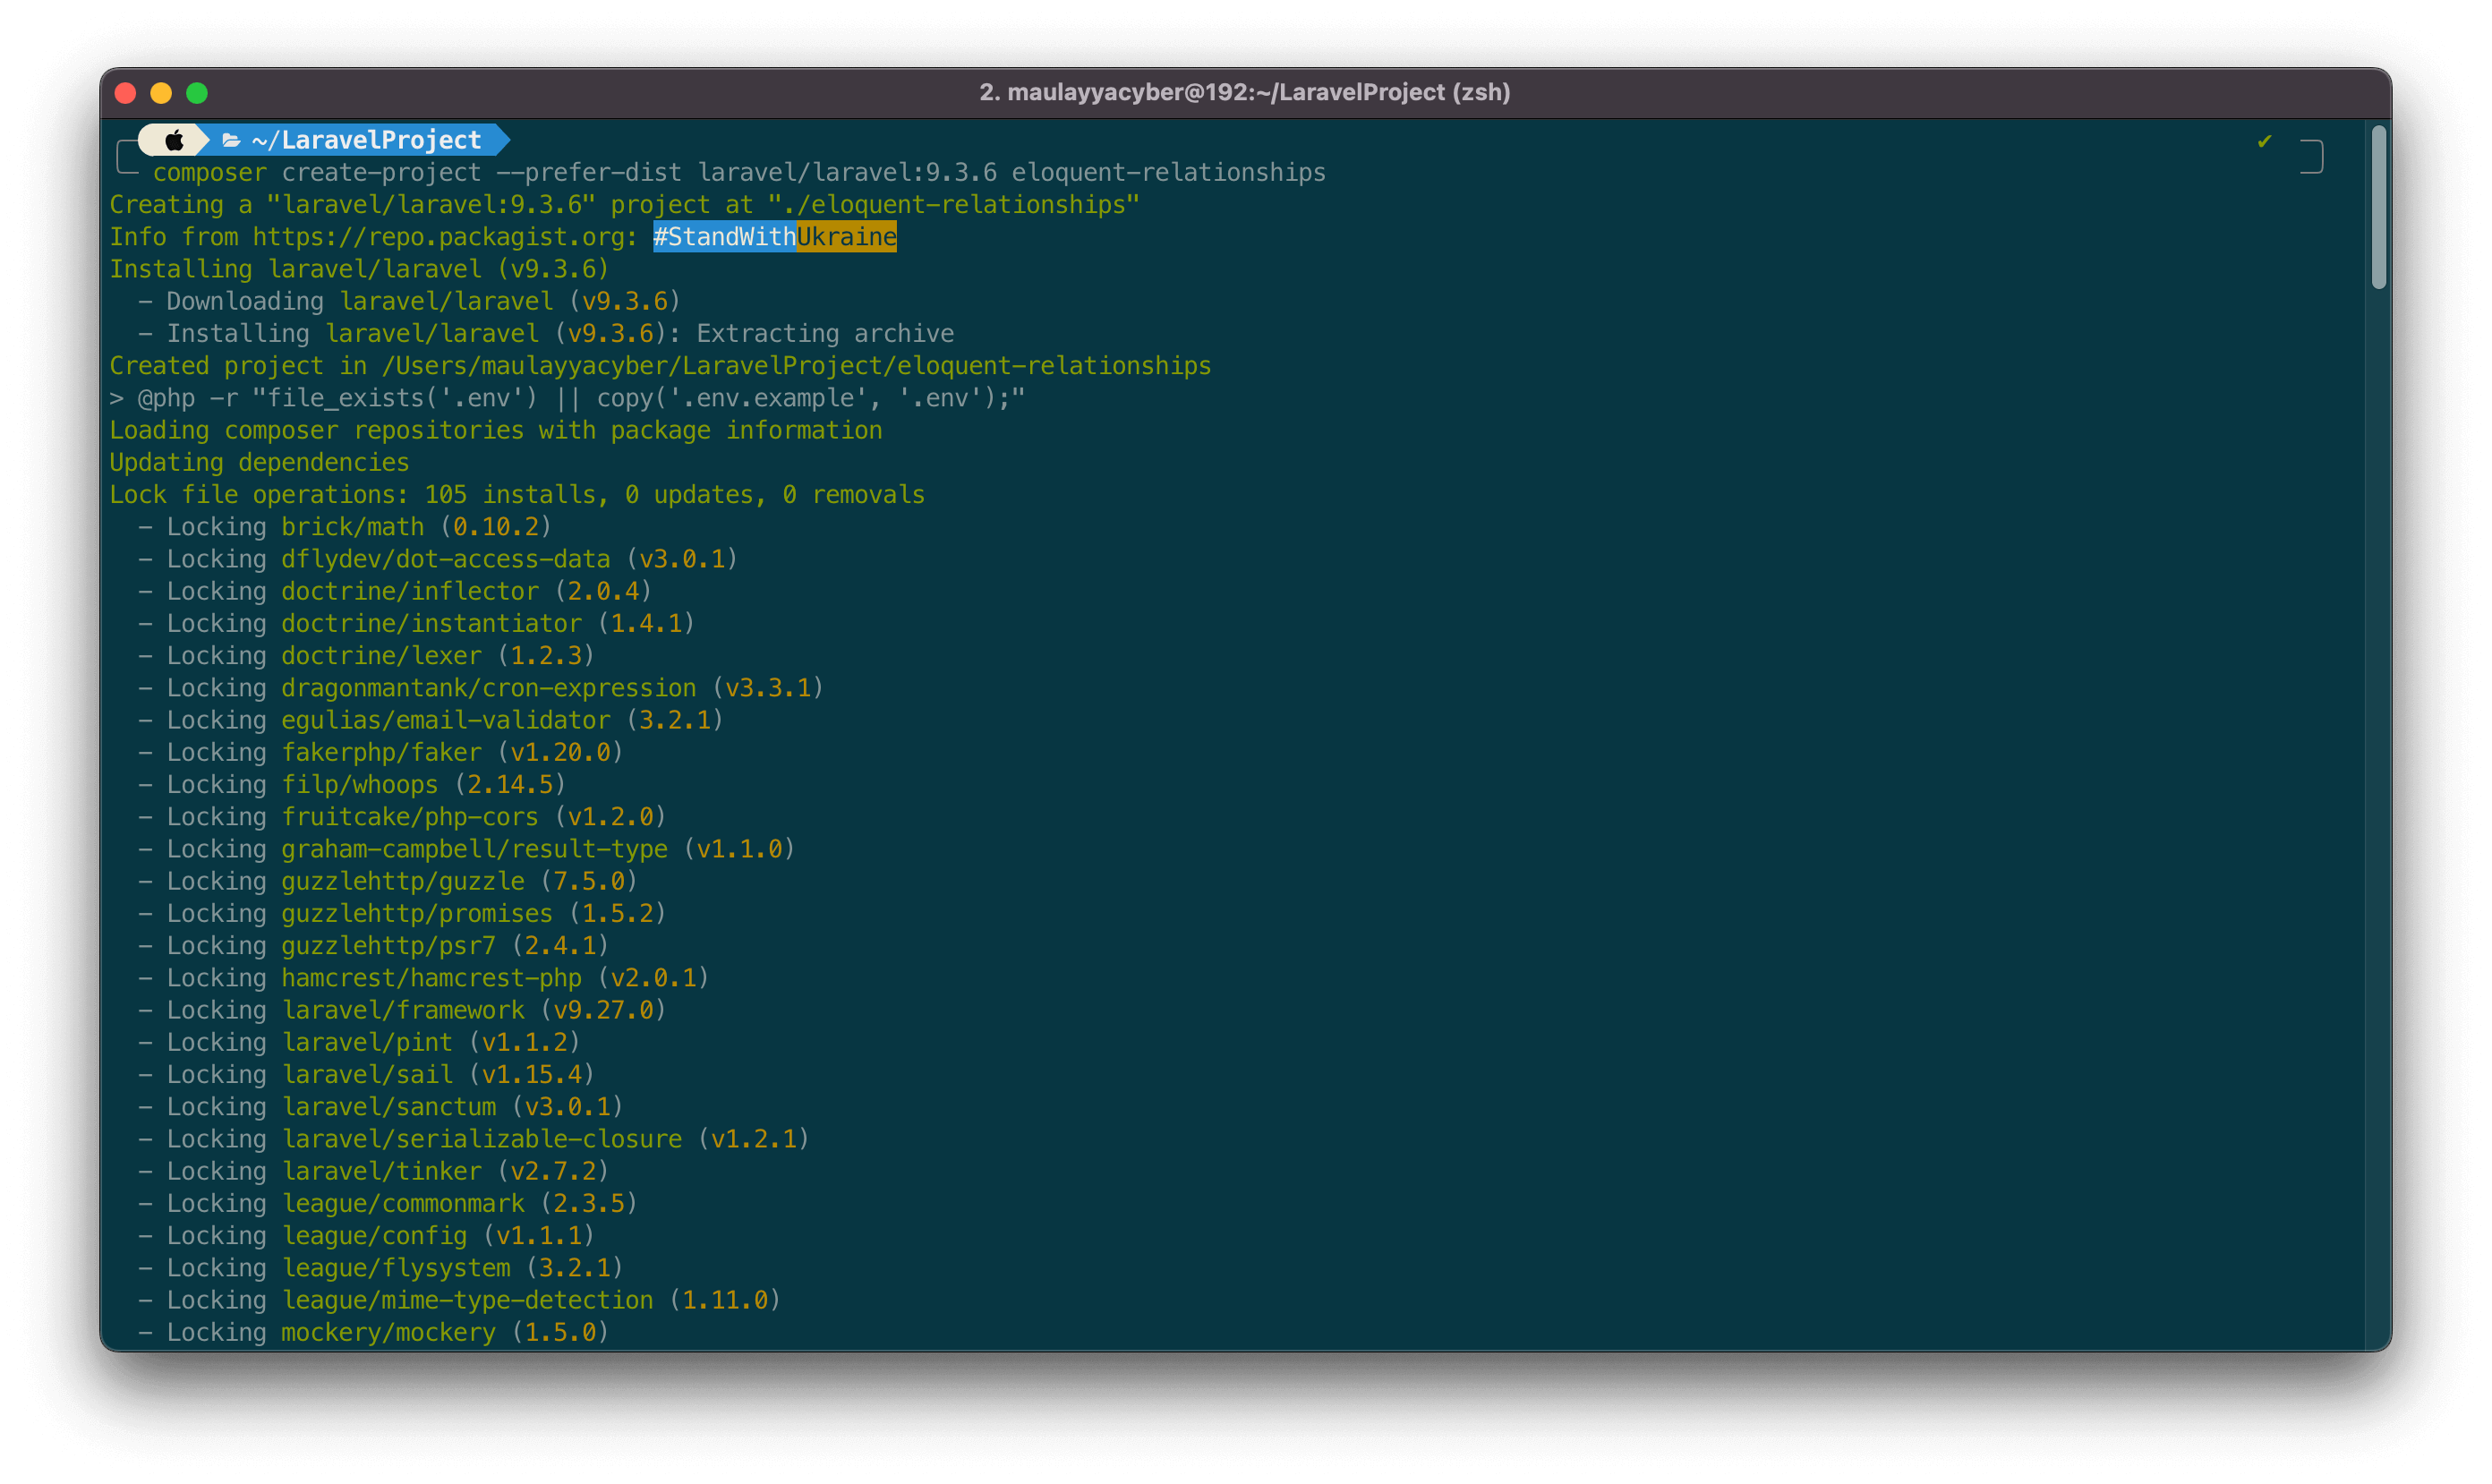 2. maulayyacyber@192:~/LaravelProject (zsh)
~/LaravelProject ✔
composer create-project --prefer-dist laravel/laravel:9.3.6 eloquent-relationships
Creating a "laravel/laravel:9.3.6" project at "./eloquent-relationships"
Info from https://repo.packagist.org: #StandWithUkraine
Installing laravel/laravel (v9.3.6)
  - Downloading laravel/laravel (v9.3.6)
  - Installing laravel/laravel (v9.3.6): Extracting archive
Created project in /Users/maulayyacyber/LaravelProject/eloquent-relationships
> @php -r "file_exists('.env') || copy('.env.example', '.env');"
Loading composer repositories with package information
Updating dependencies
Lock file operations: 105 installs, 0 updates, 0 removals
  - Locking brick/math (0.10.2)
  - Locking dflydev/dot-access-data (v3.0.1)
  - Locking doctrine/inflector (2.0.4)
  - Locking doctrine/instantiator (1.4.1)
  - Locking doctrine/lexer (1.2.3)
  - Locking dragonmantank/cron-expression (v3.3.1)
  - Locking egulias/email-validator (3.2.1)
  - Locking fakerphp/faker (v1.20.0)
  - Locking filp/whoops (2.14.5)
  - Locking fruitcake/php-cors (v1.2.0)
  - Locking graham-campbell/result-type (v1.1.0)
  - Locking guzzlehttp/guzzle (7.5.0)
  - Locking guzzlehttp/promises (1.5.2)
  - Locking guzzlehttp/psr7 (2.4.1)
  - Locking hamcrest/hamcrest-php (v2.0.1)
  - Locking laravel/framework (v9.27.0)
  - Locking laravel/pint (v1.1.2)
  - Locking laravel/sail (v1.15.4)
  - Locking laravel/sanctum (v3.0.1)
  - Locking laravel/serializable-closure (v1.2.1)
  - Locking laravel/tinker (v2.7.2)
  - Locking league/commonmark (2.3.5)
  - Locking league/config (v1.1.1)
  - Locking league/flysystem (3.2.1)
  - Locking league/mime-type-detection (1.11.0)
  - Locking mockery/mockery (1.5.0)